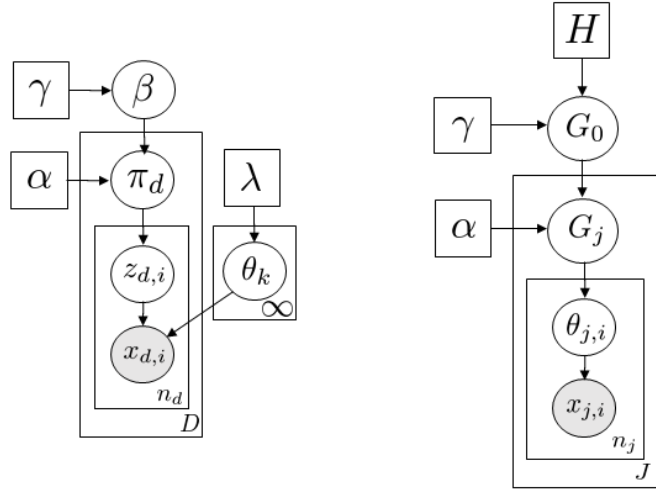 γ
β
α
π_d
λ
z_{d,i}
θ_k
∞
x_{d,i}
n_d
D
H
γ
G_0
α
G_j
θ_{j,i}
x_{j,i}
n_j
J